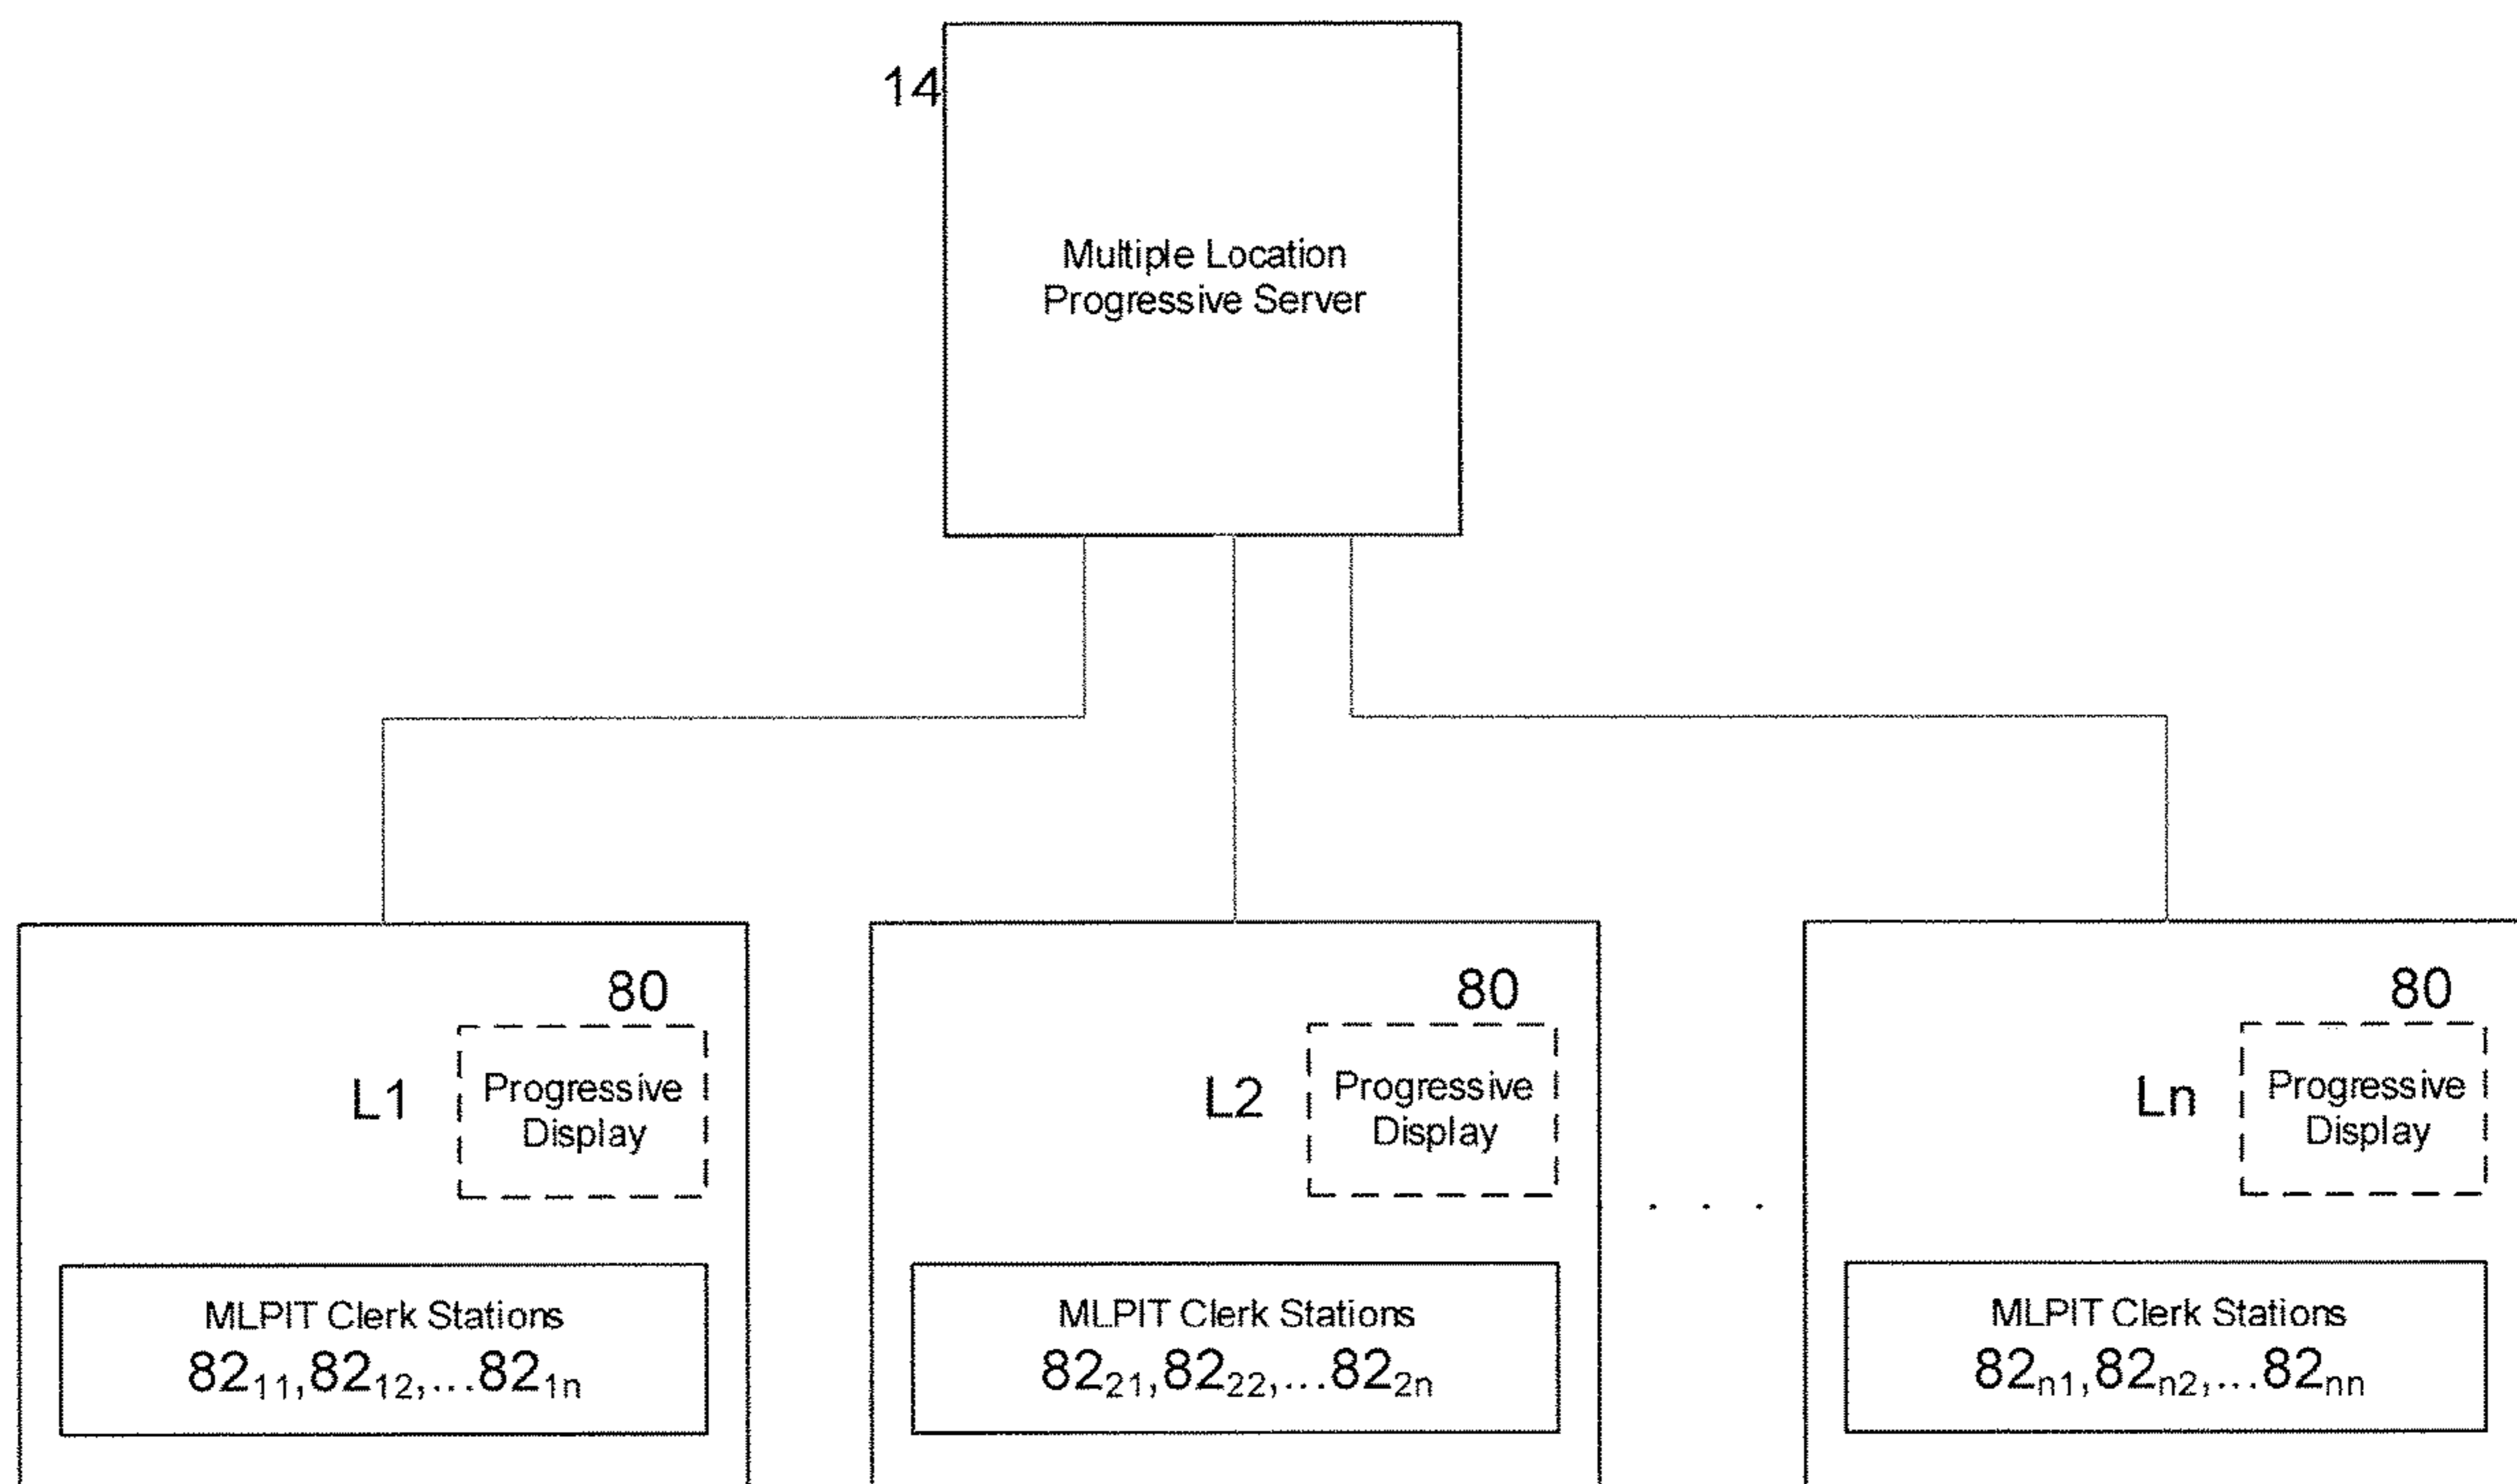 14
Multiple Location
Progressive Server
80
L1
Progressive
Display
MLPIT Clerk Stations
82₁₁,82₁₂,...82₁ₙ
80
L2
Progressive
Display
MLPIT Clerk Stations
82₂₁,82₂₂,...82₂ₙ
. . .
80
Ln
Progressive
Display
MLPIT Clerk Stations
82ₙ₁,82ₙ₂,...82ₙₙ